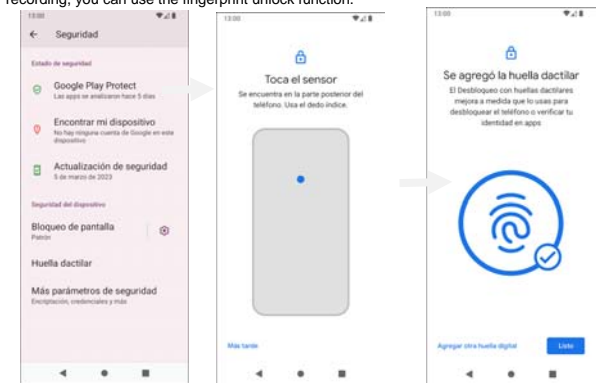 recording, you can use the fingerprint unlock function.
13:00
Seguridad
Estado de seguridad
Google Play Protect
Las apps se analizaron hace 5 días
Encontrar mi dispositivo
No hay ninguna cuenta de Google en este
dispositivo
Actualización de seguridad
5 de marzo de 2023
Seguridad del dispositivo
Bloqueo de pantalla
Patrón
Huella dactilar
Más parámetros de seguridad
Encriptación, credenciales y más
13:00
Toca el sensor
Se encuentra en la parte posterior del
teléfono. Usa el dedo índice.
Más tarde
13:00
Se agregó la huella dactilar
El Desbloqueo con huellas dactilares
mejora a medida que lo usas para
desbloquear el teléfono o verificar tu
identidad en apps
Agregar otra huella digital
Listo